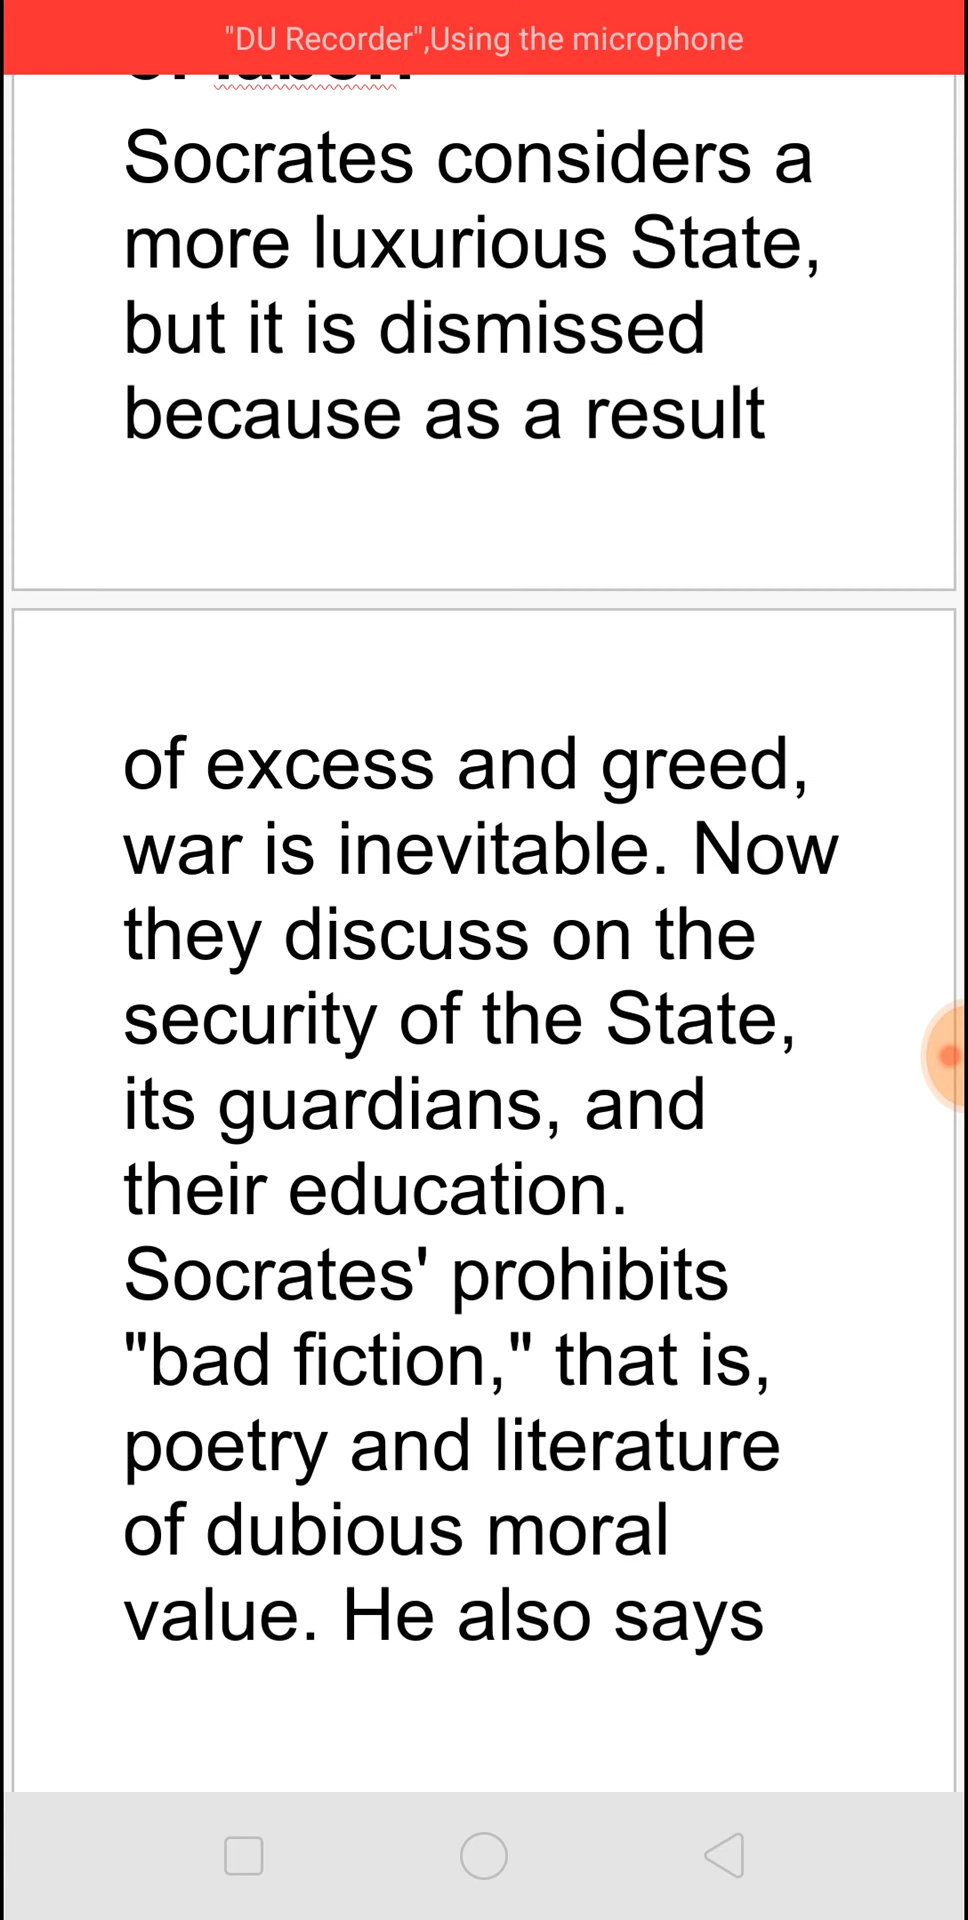 "DU Recorder",Using the microphone
Socrates considers a
more luxurious State,
but it is dismissed
because as a result
of excess and greed,
war is inevitable. Now
they discuss on the
security of the State,
its guardians, and
their education.
Socrates' prohibits
"bad fiction," that is,
poetry and literature
of dubious moral
value. He also says